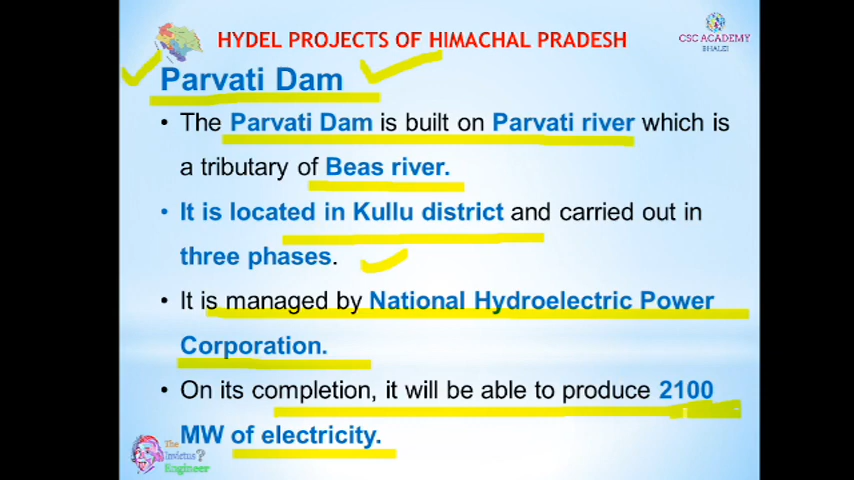 HYDEL PROJECTS OF HIMACHAL PRADESH
CSC ACADEMY
BHALEI
Parvati Dam
• The Parvati Dam is built on Parvati river which is
a tributary of Beas river.
• It is located in Kullu district and carried out in
three phases.
• It is managed by National Hydroelectric Power
Corporation.
• On its completion, it will be able to produce 2100
MW of electricity.
The
Invictus?
Engineer